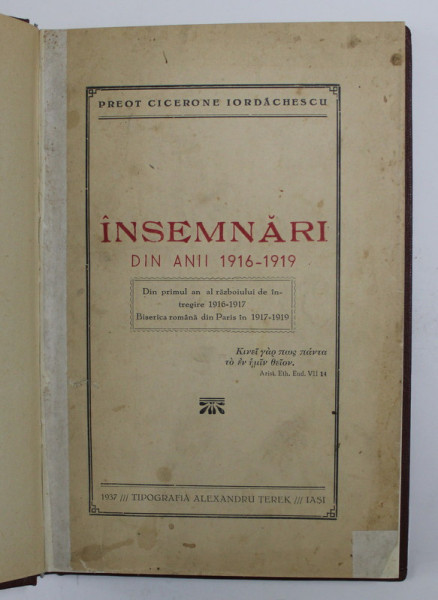 PREOT CICERONE IORDĂCHESCU
ÎNSEMNĂRI
DIN ANII 1916-1919
Din primul an al războiului de în-
tregire 1916-1917
Biserica română din Paris în 1917-1919
Κινεῖ γὰρ πως πάντα
τὸ ἐν ἡμῖν θεῖον.
Arist. Eth. Eud. VII 14
1937 /// TIPOGRAFIA ALEXANDRU ȚEREK /// IAȘI